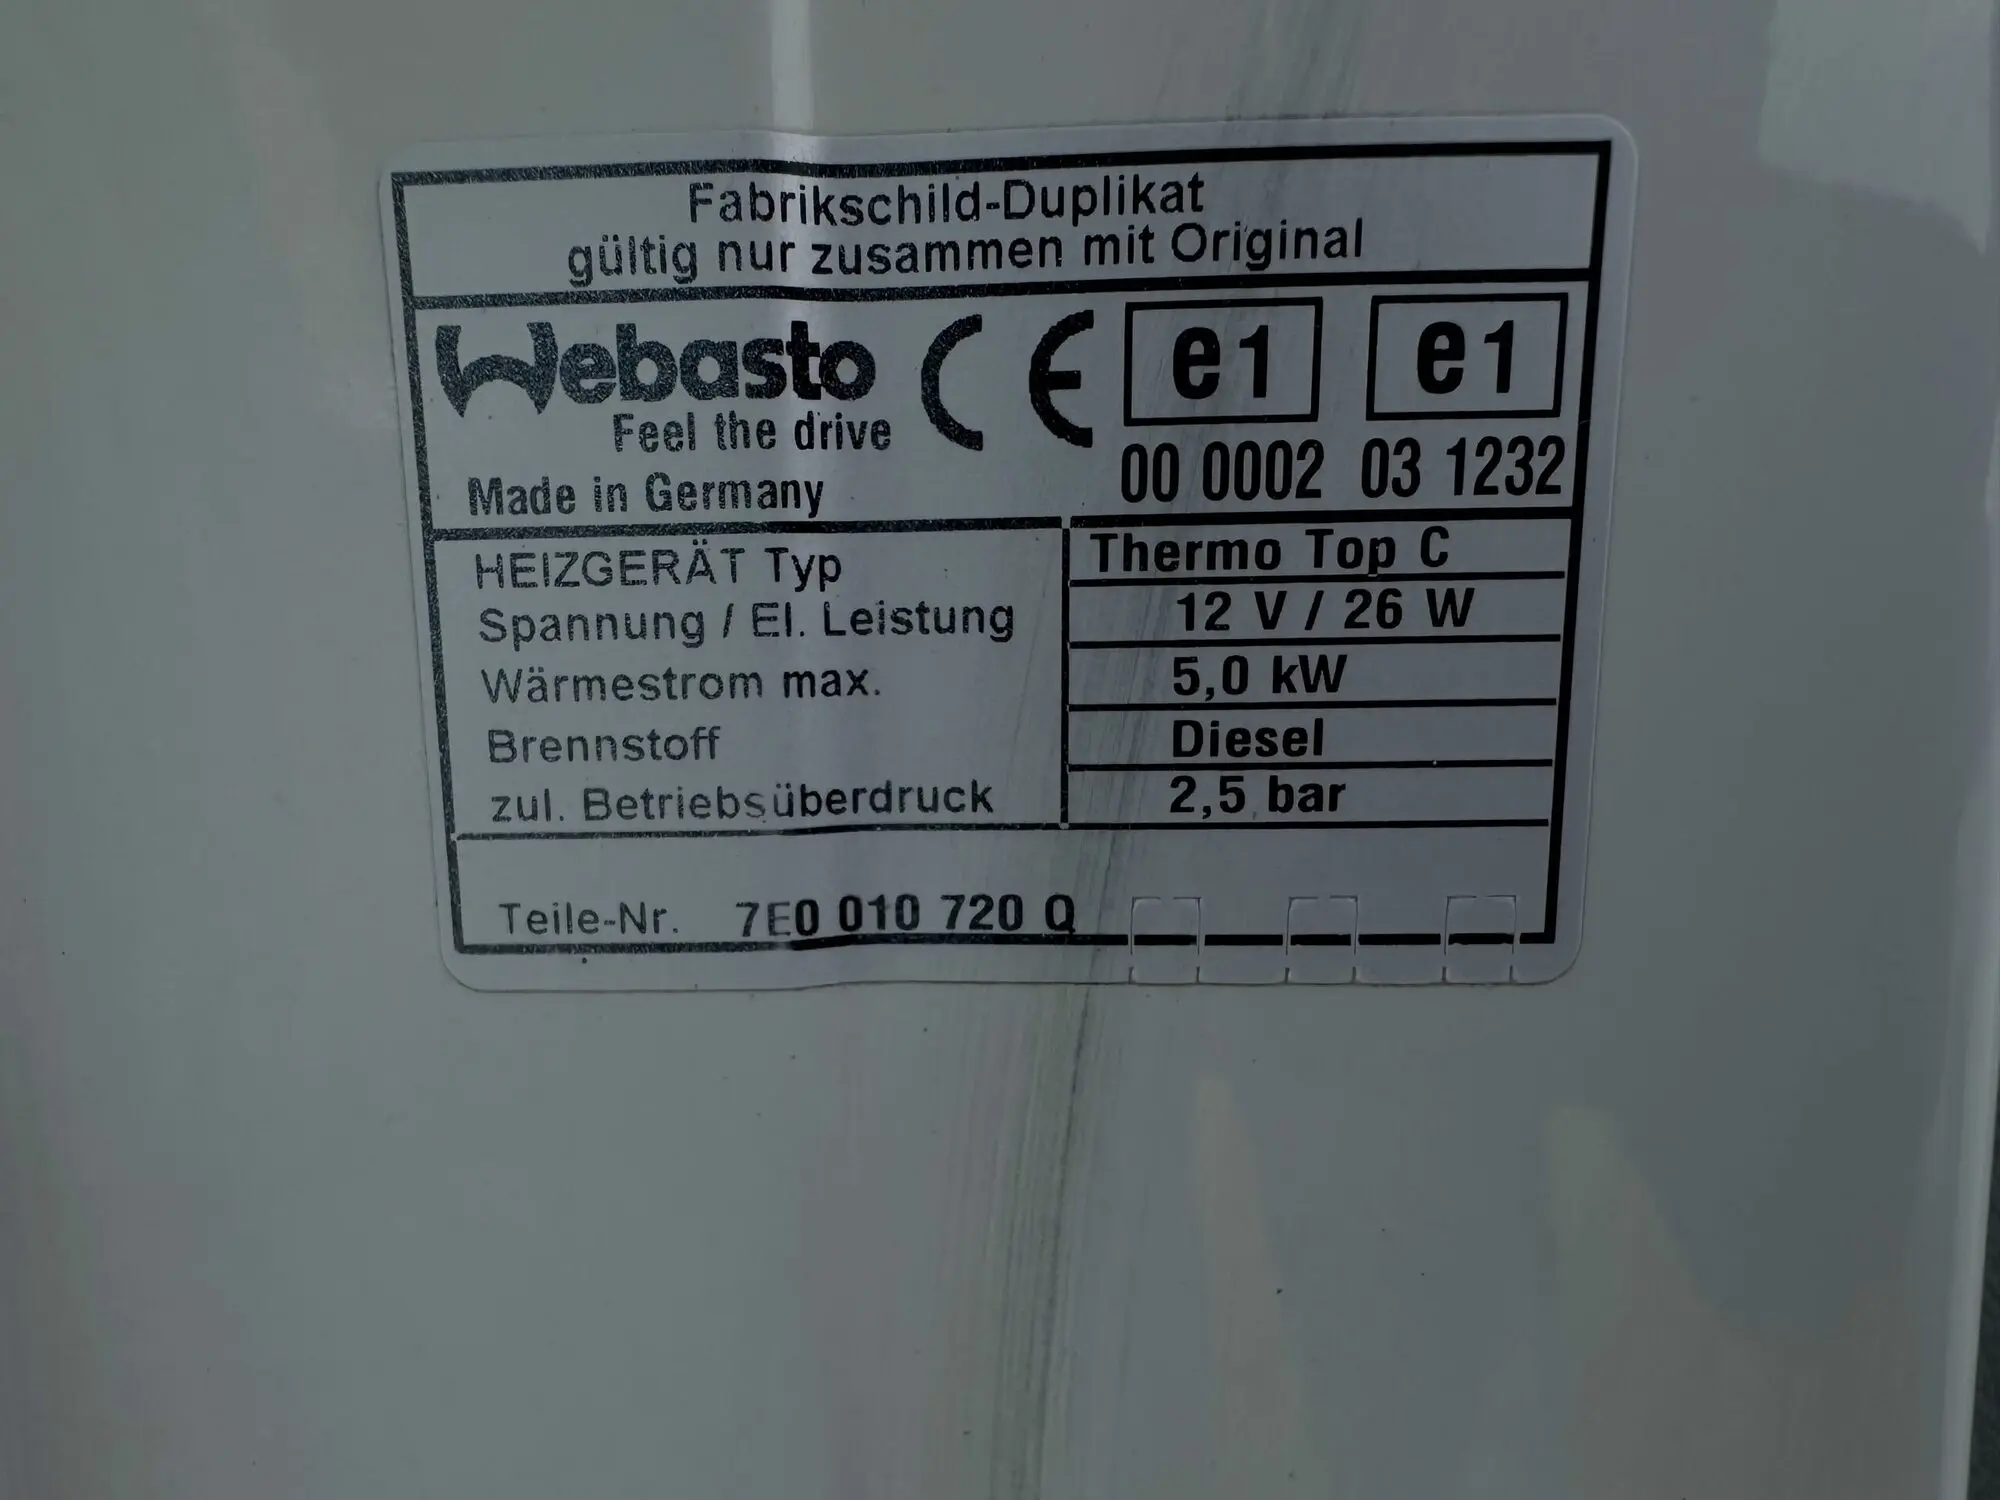 Fabrikschild-Duplikat
gültig nur zusammen mit Original
Webasto
Feel the drive
Made in Germany
CE
e1
00 0002
e1
03 1232
HEIZGERÄT Typ Thermo Top C
Spannung / El. Leistung 12 V / 26 W
Wärmestrom max. 5,0 kW
Brennstoff Diesel
zul. Betriebsüberdruck 2,5 bar
Teile-Nr. 7E0 010 720 Q